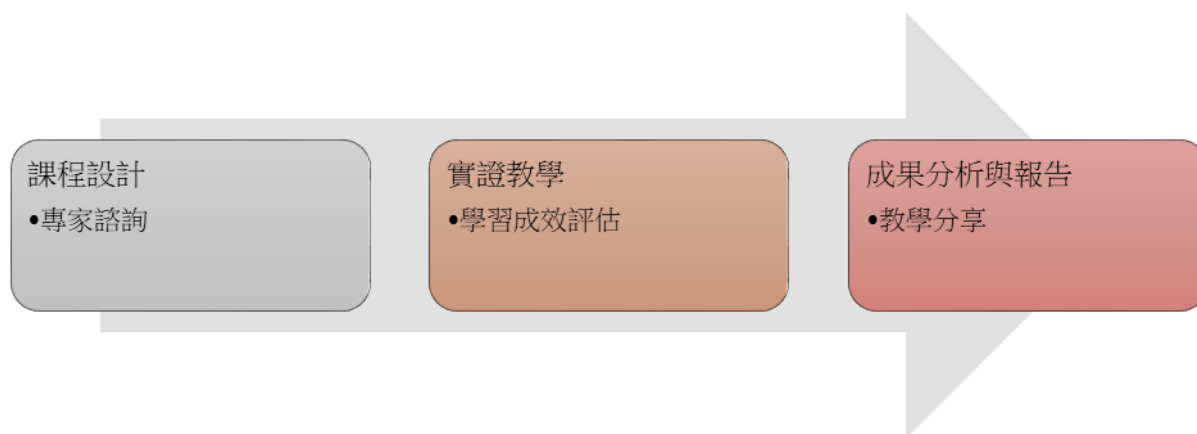 課程設計
•專家諮詢
實證教學
•學習成效評估
成果分析與報告
•教學分享